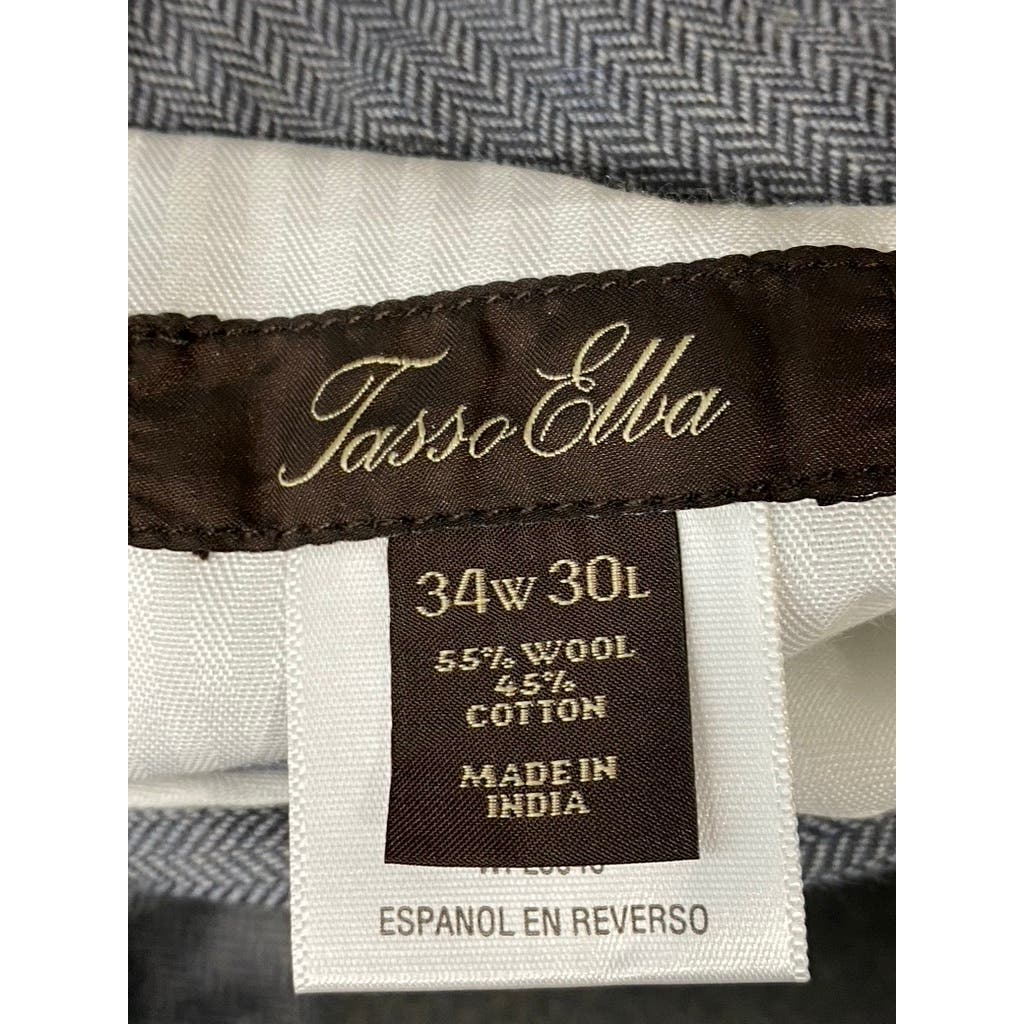 Tasso Elba
34W 30L
55% WOOL
45%
COTTON
MADE IN
INDIA
ESPANOL EN REVERSO